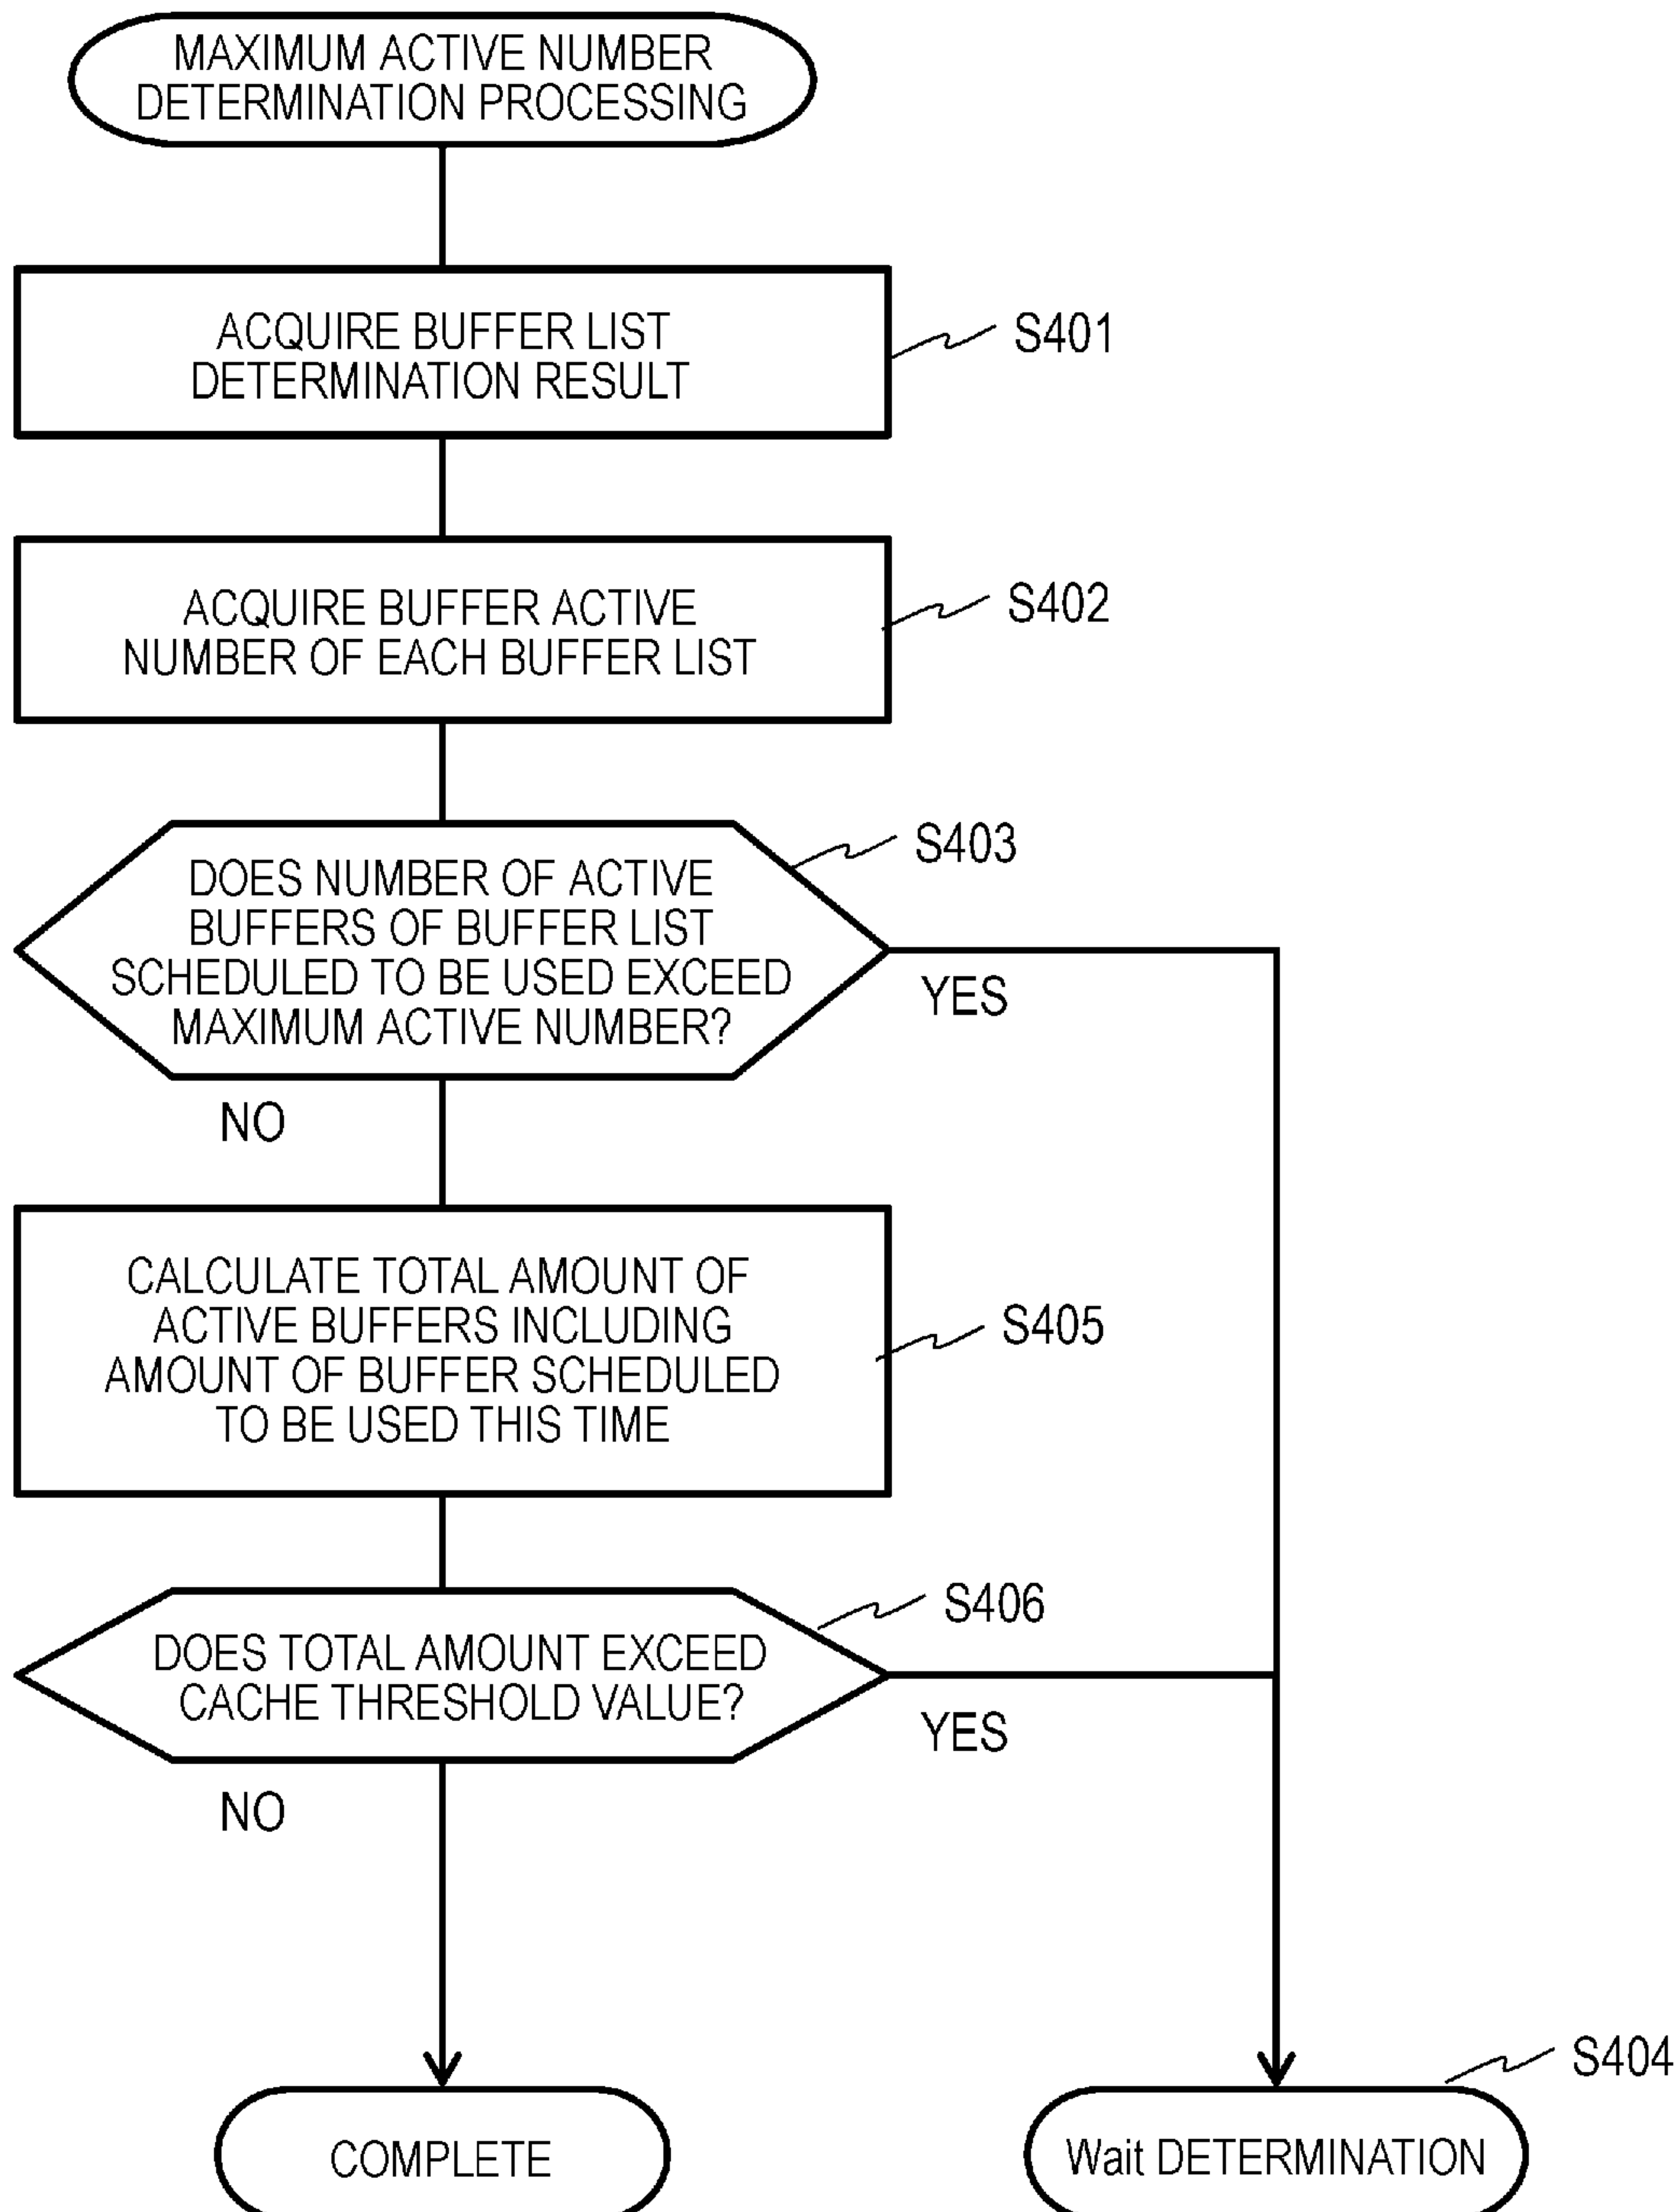 MAXIMUM ACTIVE NUMBER
DETERMINATION PROCESSING
ACQUIRE BUFFER LIST
DETERMINATION RESULT
S401
ACQUIRE BUFFER ACTIVE
NUMBER OF EACH BUFFER LIST
S402
DOES NUMBER OF ACTIVE
BUFFERS OF BUFFER LIST
SCHEDULED TO BE USED EXCEED
MAXIMUM ACTIVE NUMBER?
S403
YES
NO
CALCULATE TOTAL AMOUNT OF
ACTIVE BUFFERS INCLUDING
AMOUNT OF BUFFER SCHEDULED
TO BE USED THIS TIME
S405
DOES TOTAL AMOUNT EXCEED
CACHE THRESHOLD VALUE?
S406
YES
NO
COMPLETE
S404
Wait DETERMINATION